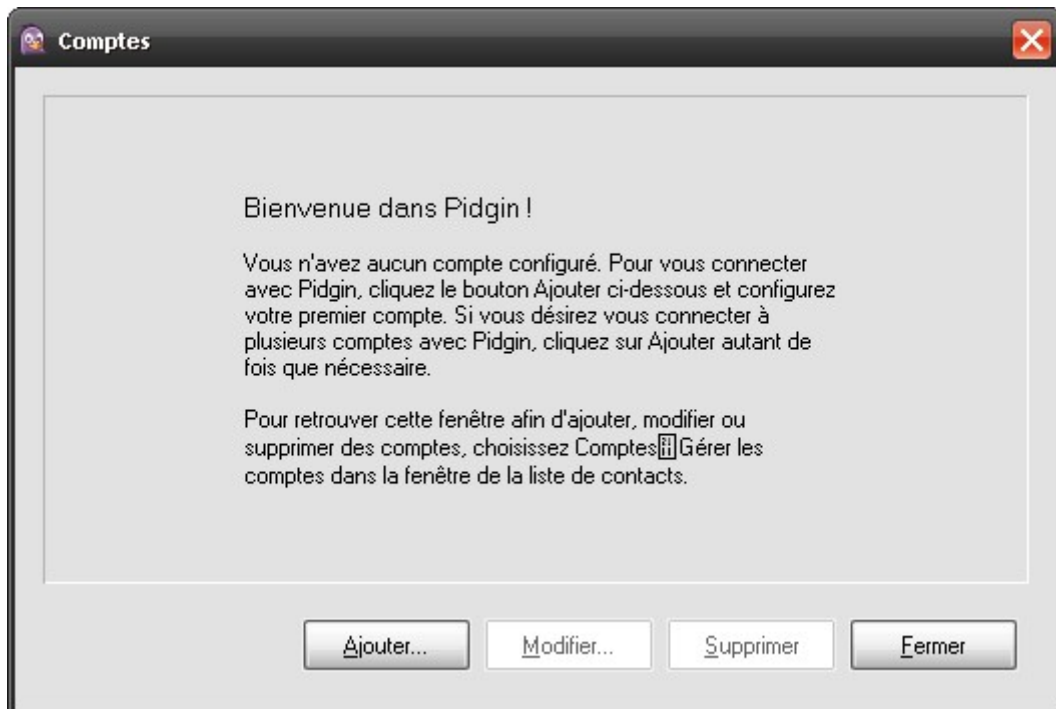 Comptes
Bienvenue dans Pidgin !
Vous n'avez aucun compte configuré. Pour vous connecter
avec Pidgin, cliquez le bouton Ajouter ci-dessous et configurez
votre premier compte. Si vous désirez vous connecter à
plusieurs comptes avec Pidgin, cliquez sur Ajouter autant de
fois que nécessaire.
Pour retrouver cette fenêtre afin d'ajouter, modifier ou
supprimer des comptes, choisissez Comptes Gérer les
comptes dans la fenêtre de la liste de contacts.
Ajouter... Modifier... Supprimer Fermer